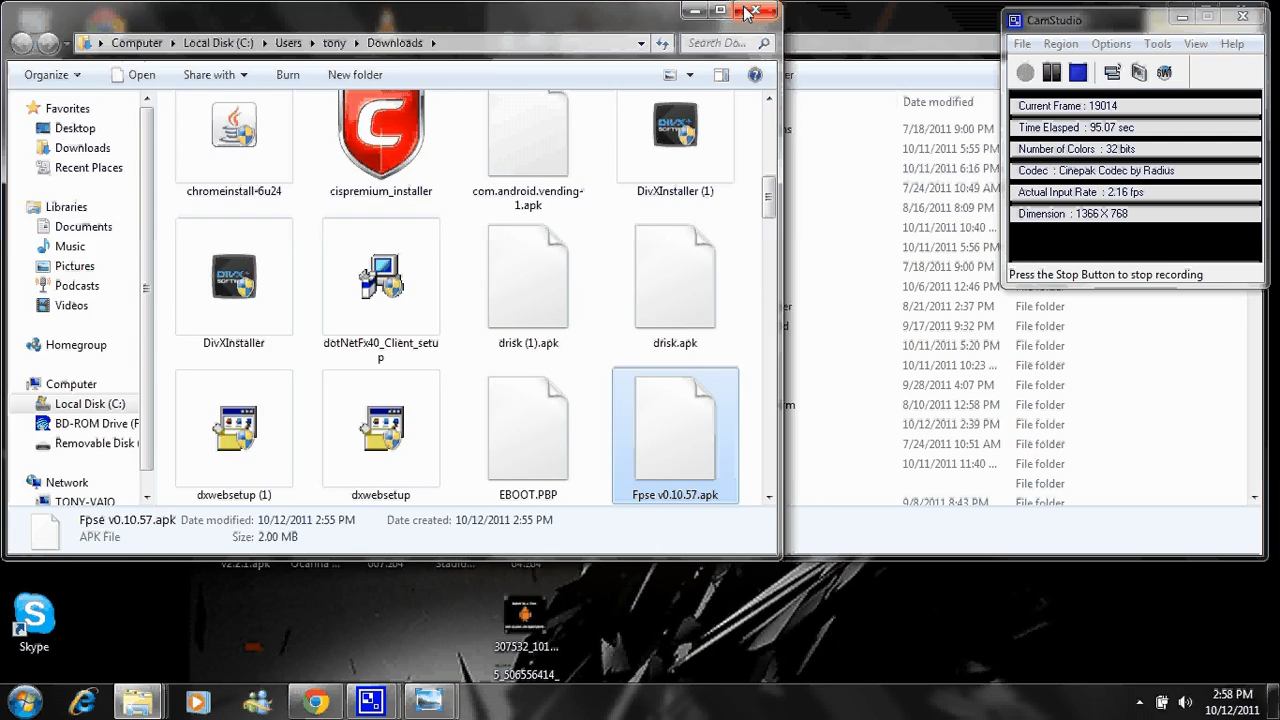 Computer
Local Disk (C:)
Users
tony
Downloads
Search Do...
Organize
Open
Share with
Burn
New folder
Favorites
Desktop
Downloads
Recent Places
Libraries
Documents
Music
Pictures
Podcasts
Videos
Homegroup
Computer
Local Disk (C:)
BD-ROM Drive (F
Removable Disk
Network
TONY-VAIO
chromeinstall-6u24
cispremium_installer
com.android.vending-
1.apk
DivXInstaller (1)
DivXInstaller
dotNetFx40_Client_setu
p
drisk (1).apk
drisk.apk
dxwebsetup (1)
dxwebsetup
EBOOT.PBP
Fpse v0.10.57.apk
Fpse v0.10.57.apk
Date modified: 10/12/2011 2:55 PM
Date created: 10/12/2011 2:55 PM
APK File
Size: 2.00 MB
Date modified
7/18/2011 9:00 PM
10/11/2011 5:55 PM
10/11/2011 6:16 PM
7/24/2011 10:49 AM
8/16/2011 8:09 PM
10/11/2011 10:40 ...
10/11/2011 5:56 PM
7/18/2011 9:00 PM
10/6/2011 12:46 PM
8/21/2011 2:37 PM File folder
9/17/2011 9:32 PM File folder
10/11/2011 5:20 PM File folder
10/11/2011 10:23 ... File folder
9/28/2011 4:07 PM File folder
8/10/2011 12:58 PM File folder
10/12/2011 2:39 PM File folder
7/24/2011 10:51 AM File folder
10/11/2011 11:40 ... File folder
File folder
9/8/2011 8:43 PM File folder
CamStudio
File
Region
Options
Tools
View
Help
Current Frame : 19014
Time Elasped : 95.07 sec
Number of Colors : 32 bits
Codec : Cinepak Codec by Radius
Actual Input Rate : 2.16 fps
Dimension : 1366 X 768
Press the Stop Button to stop recording
v2.2.1.apk
007.z64
Skype
307532_101...
5_506556414_
2:58 PM
10/12/2011